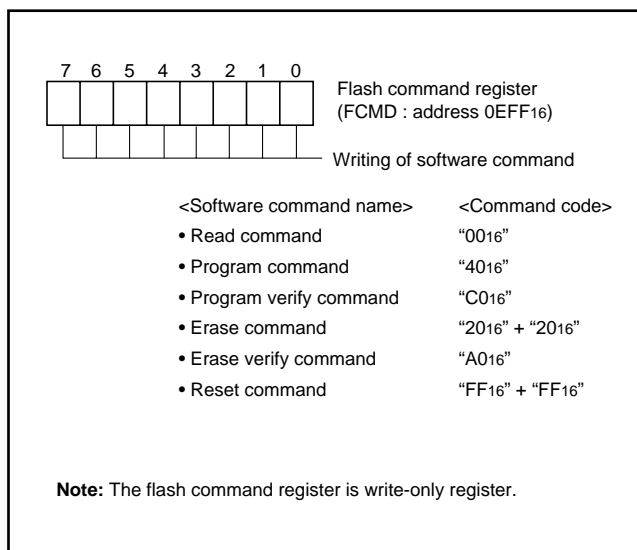 7 6 5 4 3 2 1 0
Flash command register
(FCMD : address 0EFF16)
Writing of software command
<Software command name> <Command code>
• Read command “0016”
• Program command “4016”
• Program verify command “C016”
• Erase command “2016” + “2016”
• Erase verify command “A016”
• Reset command “FF16” + “FF16”
Note: The flash command register is write-only register.